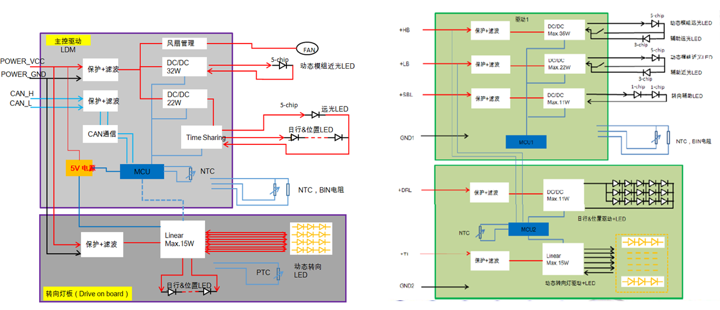 主控驱动
LDM
POWER_VCC
POWER_GND
CAN_H
CAN_L
保护+滤波
保护+滤波
CAN通信
5V 电源
MCU
风扇管理
DC/DC
32W
DC/DC
22W
Time Sharing
NTC
NTC，BIN电阻
FAN
5-chip
动态模组近光LED
5-chip
远光LED
日行&位置LED
保护+滤波
Linear
Max.15W
动态转向
LED
PTC
日行&位置LED
转向灯板（Drive on board）
驱动1
+HB
+LB
+SBL
GND1
保护+滤波
保护+滤波
保护+滤波
DC/DC
Max.36W
DC/DC
Max.22W
DC/DC
Max.11W
MCU1
5-chip
动态模组远光LED
辅助远光LED
5-chip
5-chip
动态模组近光LED
辅助近光LED
5-chip
1-chip 1-chip
转向辅助LED
NTC，BIN电阻
+DRL
保护+滤波
DC/DC
Max.11W
日行&位置驱动+LED
NTC
MCU2
+TI
保护+滤波
Linear
Max.15W
动态转向灯驱动+LED
GND2